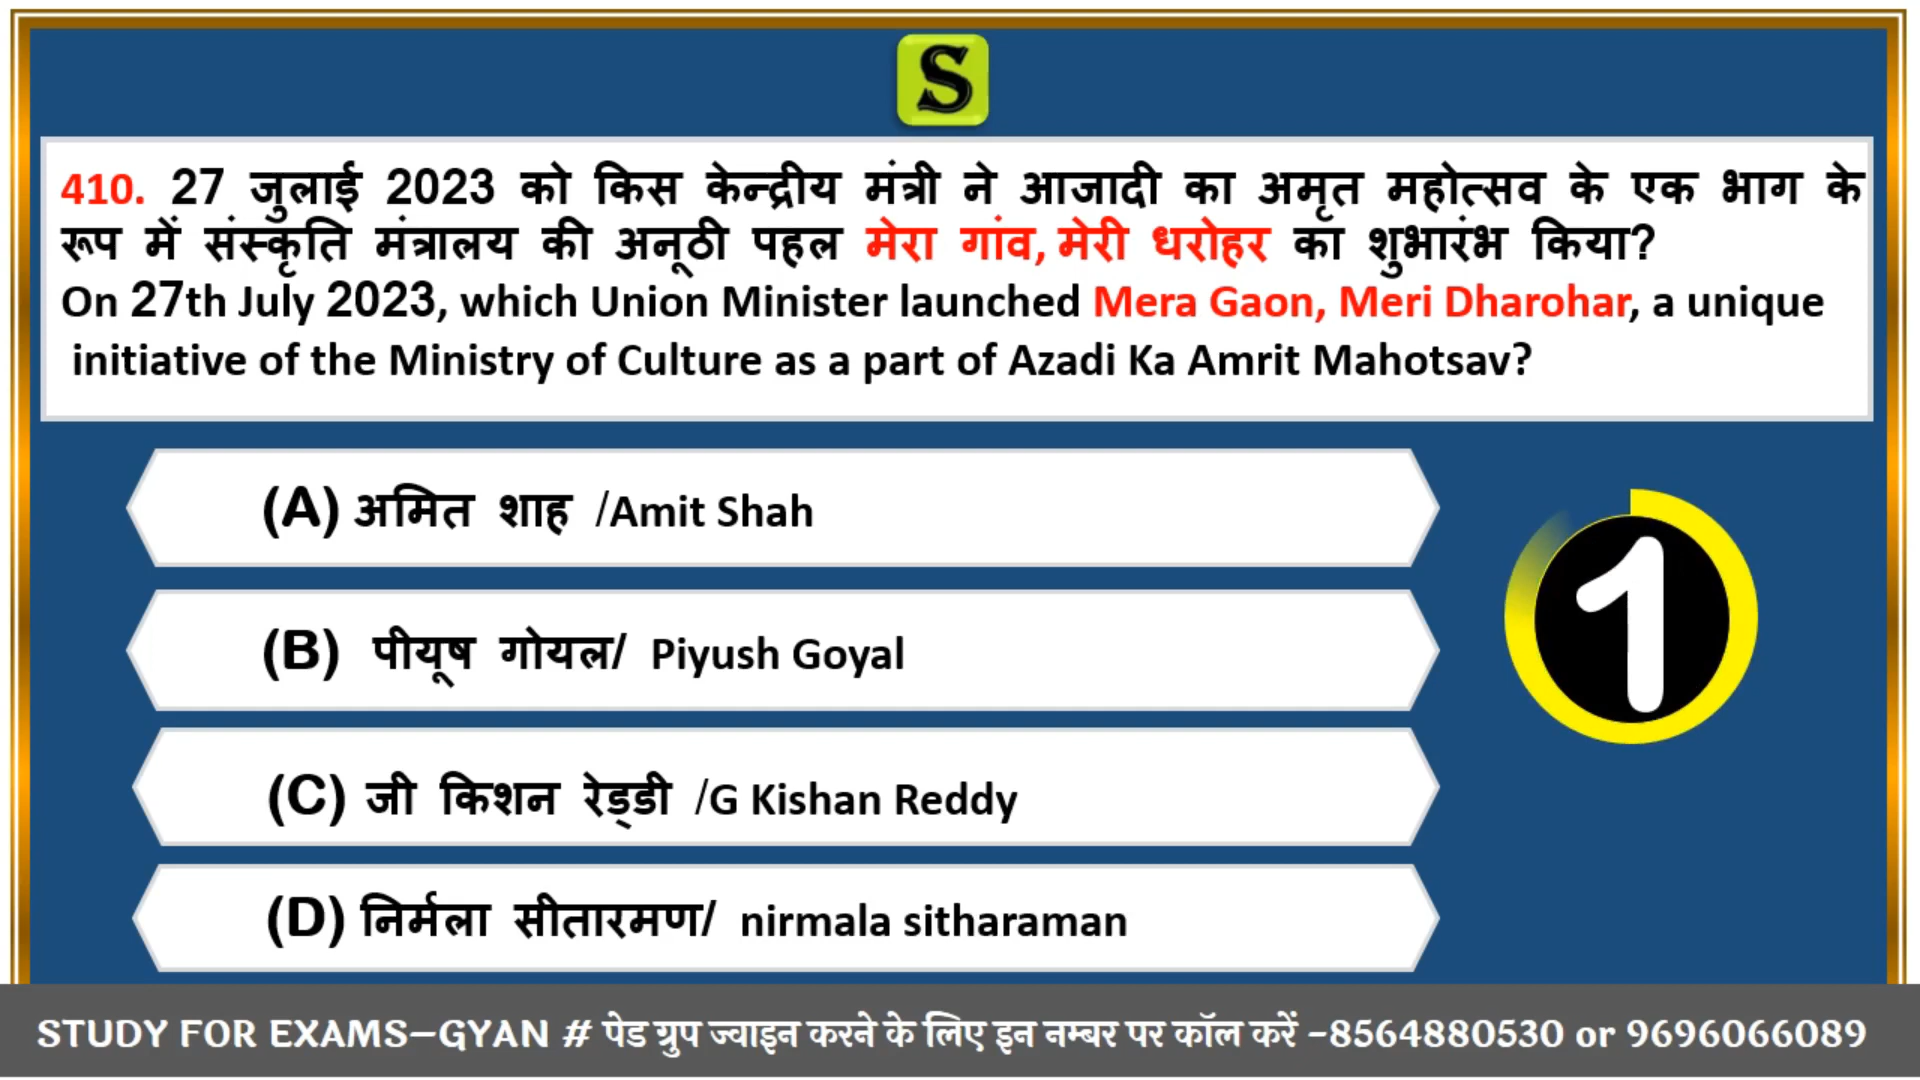 S
410. 27 जुलाई 2023 को किस केन्द्रीय मंत्री ने आजादी का अमृत महोत्सव के एक भाग के
रूप में संस्कृति मंत्रालय की अनूठी पहल मेरा गांव, मेरी धरोहर का शुभारंभ किया?
On 27th July 2023, which Union Minister launched Mera Gaon, Meri Dharohar, a unique
initiative of the Ministry of Culture as a part of Azadi Ka Amrit Mahotsav?
(A) अमित शाह /Amit Shah
(B) पीयूष गोयल/ Piyush Goyal
1
(C) जी किशन रेड्डी /G Kishan Reddy
(D) निर्मला सीतारमण/ nirmala sitharaman
STUDY FOR EXAMS–GYAN # पेड ग्रुप ज्वाइन करने के लिए इन नम्बर पर कॉल करें –8564880530 or 9696066089